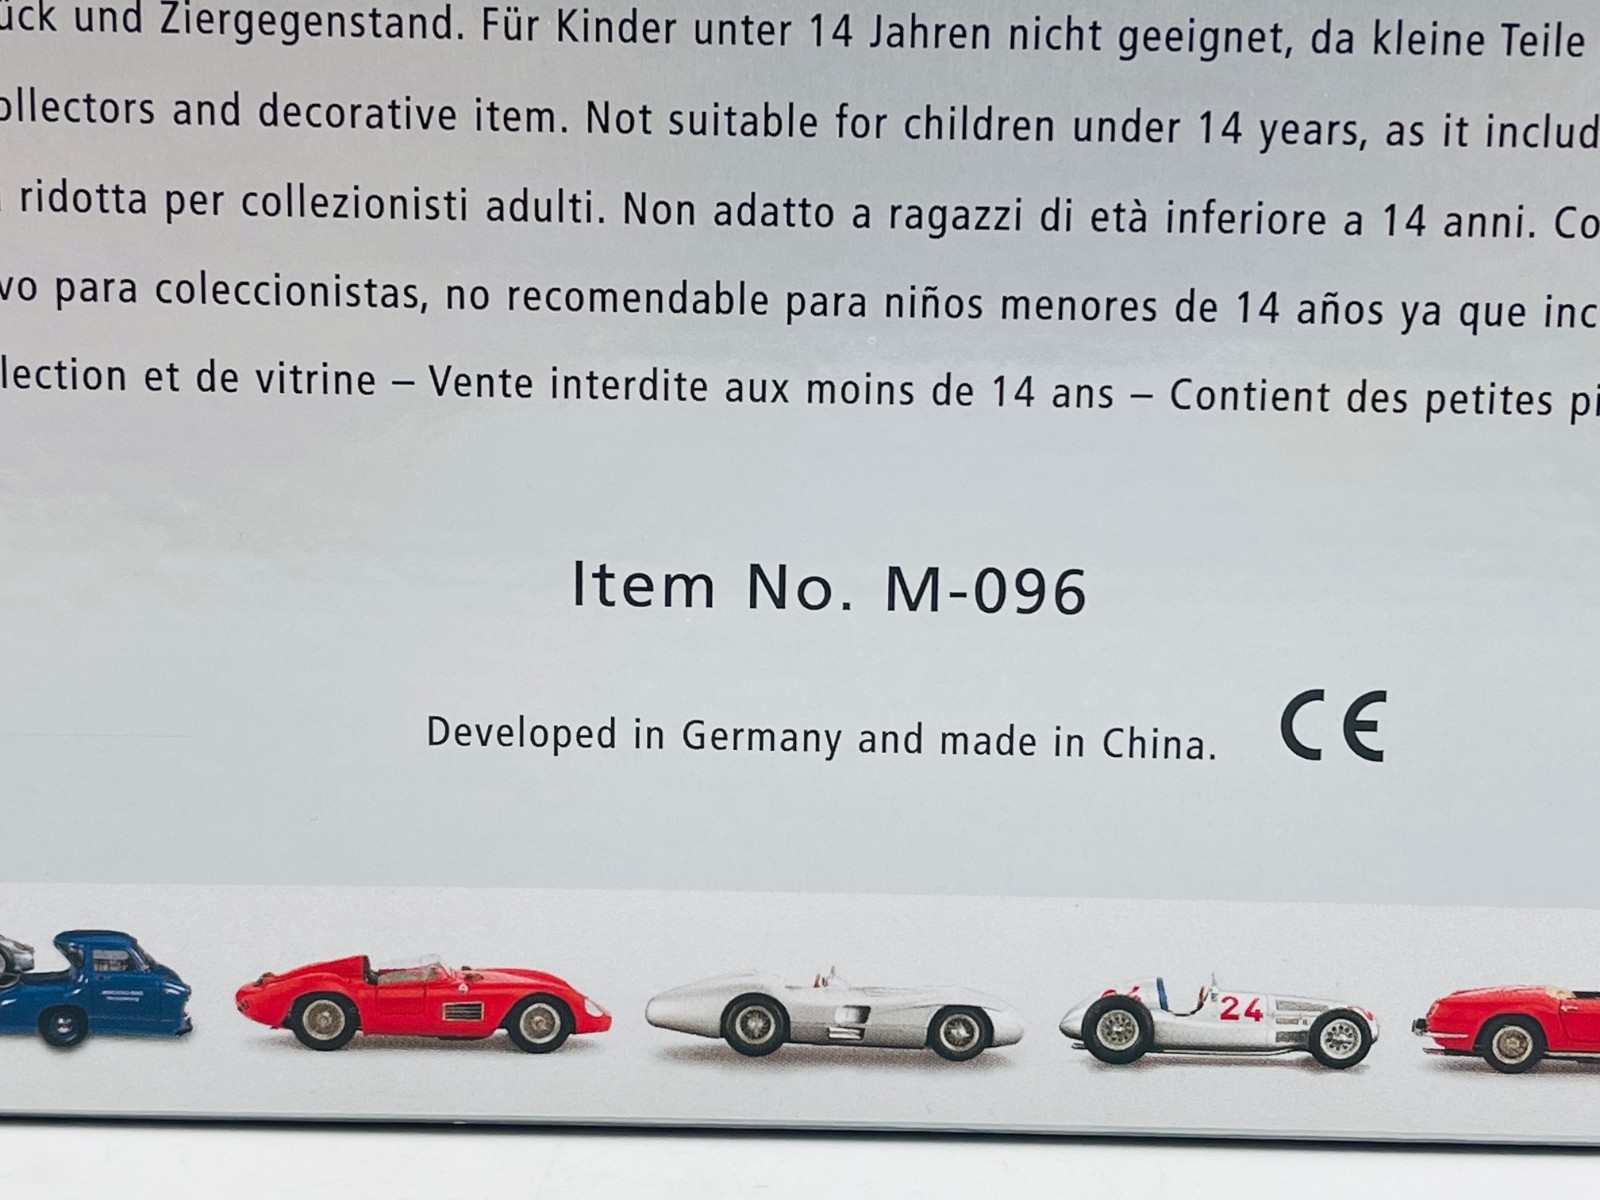 ück und Ziergegenstand. Für Kinder unter 14 Jahren nicht geeignet, da kleine Teile
ollectors and decorative item. Not suitable for children under 14 years, as it includ
ridotta per collezionisti adulti. Non adatto a ragazzi di età inferiore a 14 anni. Co
vo para coleccionistas, no recomendable para niños menores de 14 años ya que inc
lection et de vitrine – Vente interdite aux moins de 14 ans – Contient des petites pi
Item No. M-096
Developed in Germany and made in China. CE
24